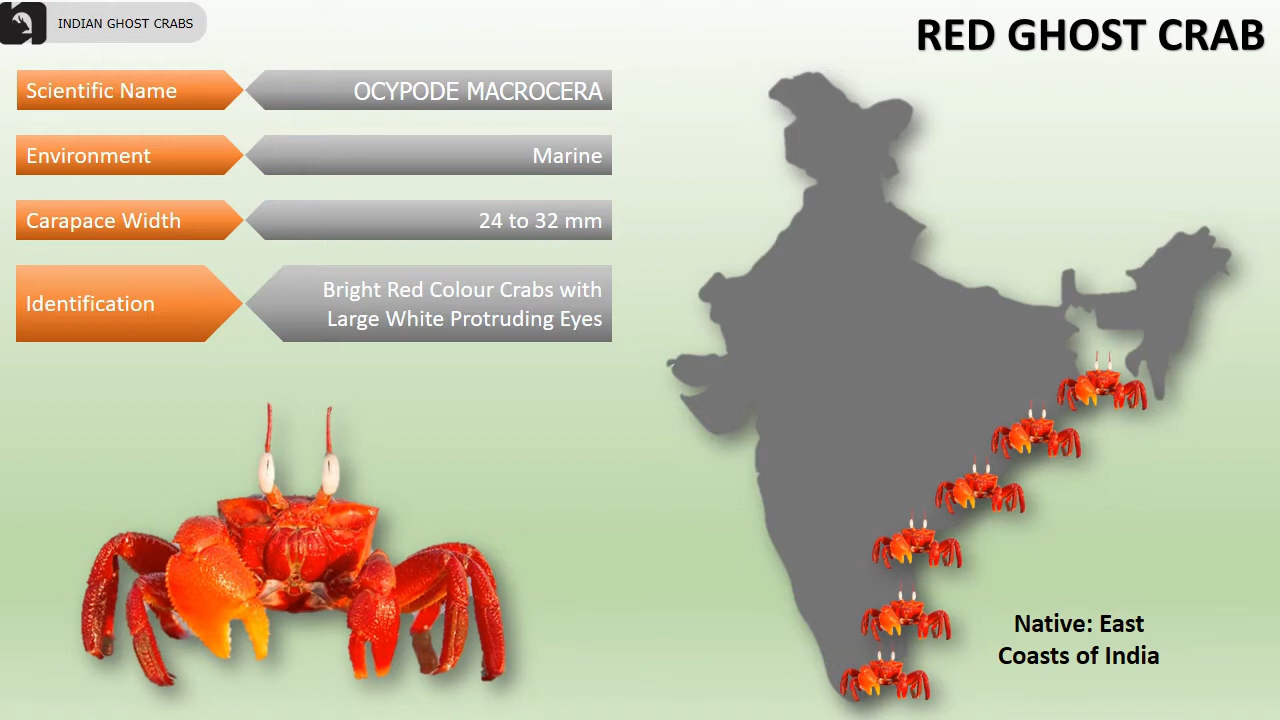 INDIAN GHOST CRABS
RED GHOST CRAB
Scientific Name
OCYPODE MACROCERA
Environment
Marine
Carapace Width
24 to 32 mm
Identification
Bright Red Colour Crabs with
Large White Protruding Eyes
Native: East
Coasts of India